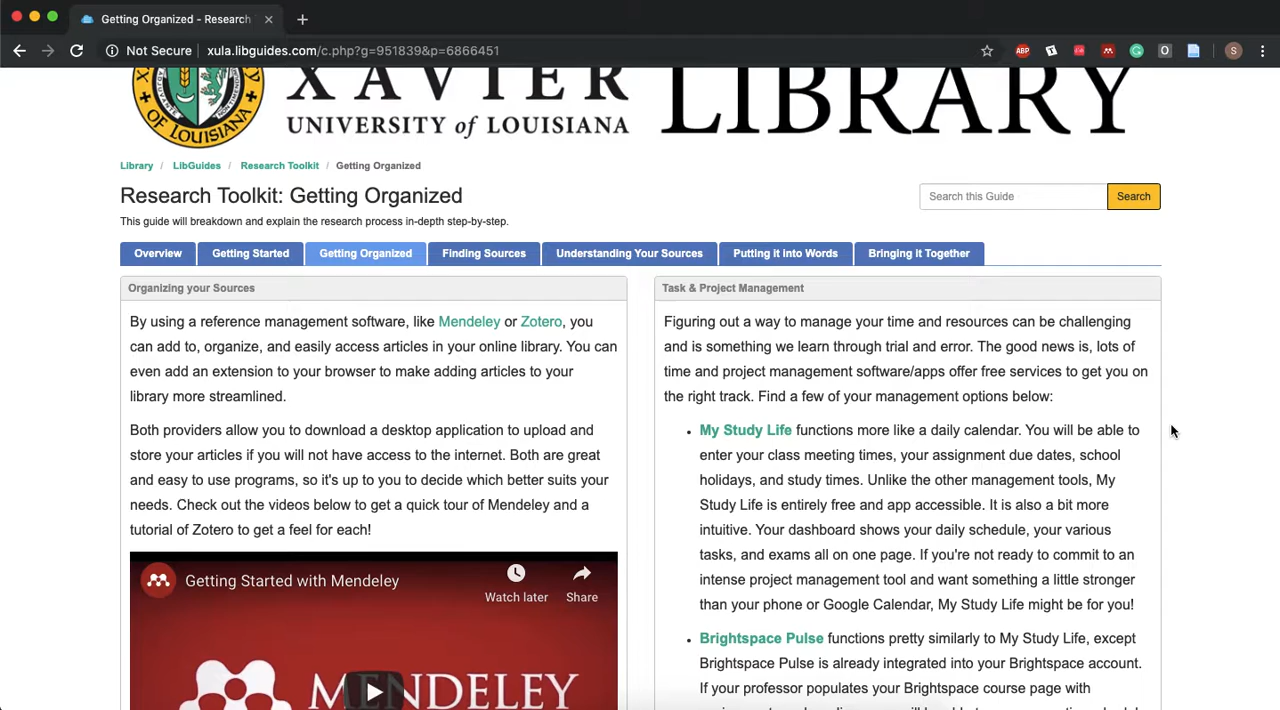 Getting Organized - Research
Not Secure
xula.libguides.com/c.php?g=951839&p=6866451
ABP
O
S
XAVIER
UNIVERSITY of LOUISIANA
LIBRARY
OF LOUISIANA
Library / LibGuides / Research Toolkit / Getting Organized
Research Toolkit: Getting Organized
Search this Guide
Search
This guide will breakdown and explain the research process in-depth step-by-step.
Overview
Getting Started
Getting Organized
Finding Sources
Understanding Your Sources
Putting it into Words
Bringing It Together
Organizing your Sources
By using a reference management software, like Mendeley or Zotero, you
can add to, organize, and easily access articles in your online library. You can
even add an extension to your browser to make adding articles to your
library more streamlined.
Both providers allow you to download a desktop application to upload and
store your articles if you will not have access to the internet. Both are great
and easy to use programs, so it's up to you to decide which better suits your
needs. Check out the videos below to get a quick tour of Mendeley and a
tutorial of Zotero to get a feel for each!
Getting Started with Mendeley
Watch later
Share
MENDELEY
Task & Project Management
Figuring out a way to manage your time and resources can be challenging
and is something we learn through trial and error. The good news is, lots of
time and project management software/apps offer free services to get you on
the right track. Find a few of your management options below:
• My Study Life functions more like a daily calendar. You will be able to
enter your class meeting times, your assignment due dates, school
holidays, and study times. Unlike the other management tools, My
Study Life is entirely free and app accessible. It is also a bit more
intuitive. Your dashboard shows your daily schedule, your various
tasks, and exams all on one page. If you're not ready to commit to an
intense project management tool and want something a little stronger
than your phone or Google Calendar, My Study Life might be for you!
• Brightspace Pulse functions pretty similarly to My Study Life, except
Brightspace Pulse is already integrated into your Brightspace account.
If your professor populates your Brightspace course page with